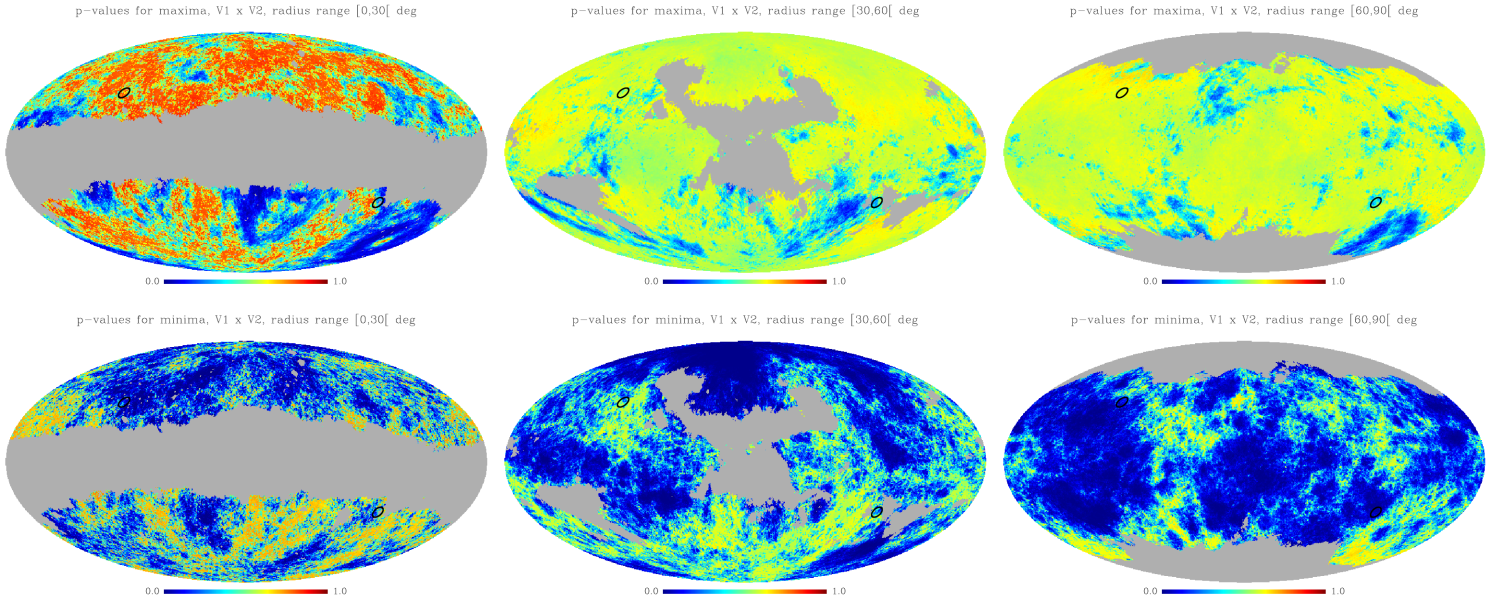 p-values for maxima, V1 x V2, radius range [0,30[ deg
p-values for maxima, V1 x V2, radius range [30,60[ deg
p-values for maxima, V1 x V2, radius range [60,90[ deg
0.0 1.0
0.0 1.0
0.0 1.0
p-values for minima, V1 x V2, radius range [0,30[ deg
p-values for minima, V1 x V2, radius range [30,60[ deg
p-values for minima, V1 x V2, radius range [60,90[ deg
0.0 1.0
0.0 1.0
0.0 1.0